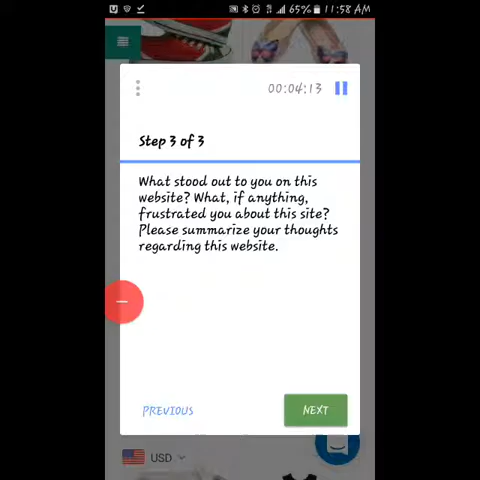 65% 11:58 AM
00:04:13
Step 3 of 3
What stood out to you on this
website? What, if anything,
frustrated you about this site?
Please summarize your thoughts
regarding this website.
PREVIOUS
NEXT
USD